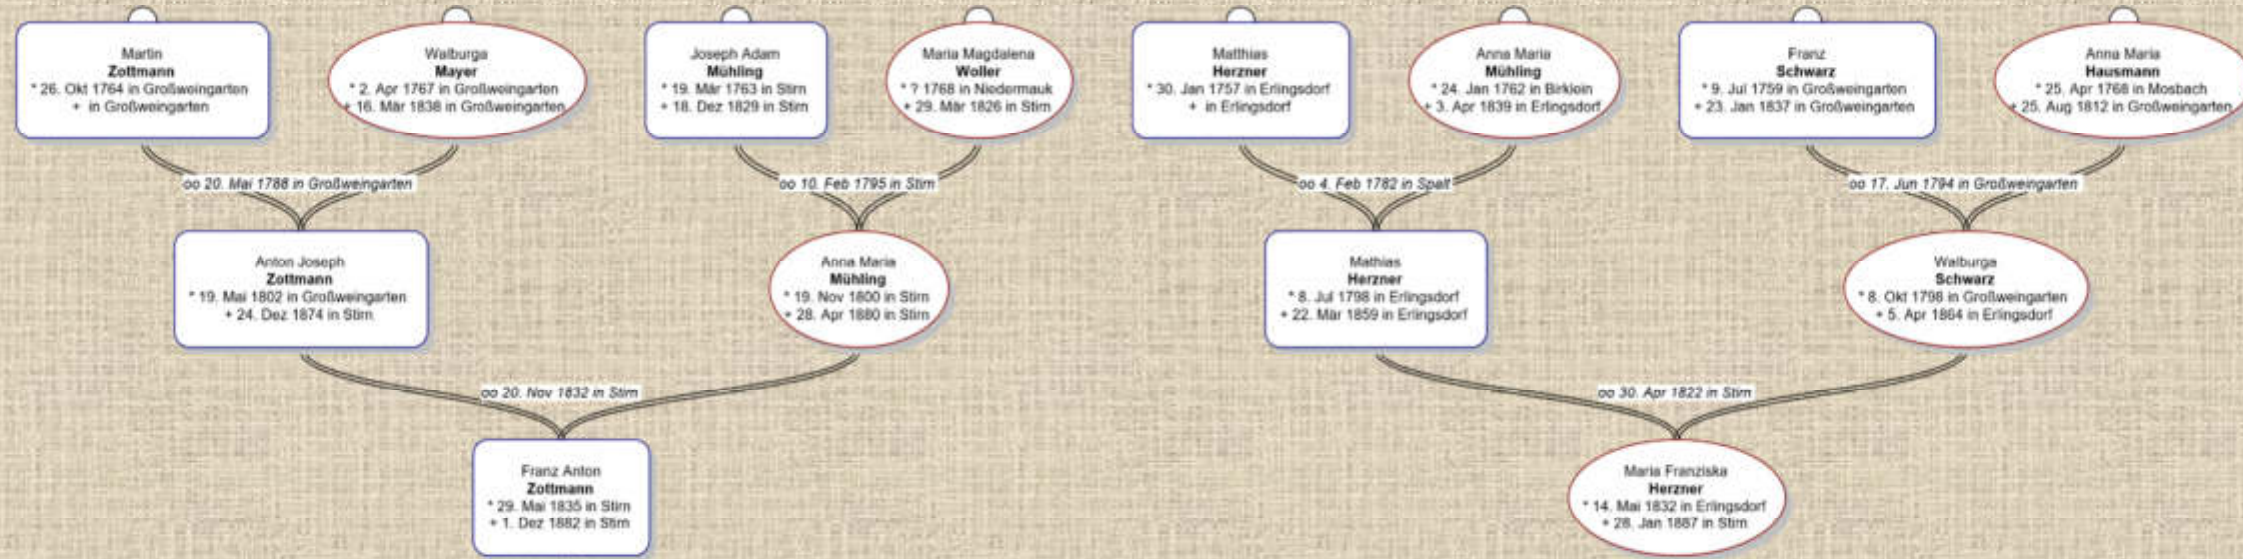 Martin
Zottmann
* 26. Okt 1764 in Großweingarten
+ in Großweingarten
Walburga
Mayer
* 2. Apr 1767 in Großweingarten
+ 16. Mär 1838 in Großweingarten
Joseph Adam
Mühling
* 19. Mär 1763 in Stirn
+ 18. Dez 1829 in Stirn
Maria Magdalena
Woller
* ? 1768 in Niedermauk
+ 29. Mär 1826 in Stirn
Matthias
Herzner
* 30. Jan 1757 in Erlingsdorf
+ in Erlingsdorf
Anna Maria
Mühling
* 24. Jan 1762 in Birklein
+ 3. Apr 1839 in Erlingsdorf
Franz
Schwarz
* 9. Jul 1759 in Großweingarten
+ 23. Jan 1837 in Großweingarten
Anna Maria
Hausmann
* 25. Apr 1768 in Mosbach
+ 25. Aug 1812 in Großweingarten
oo 20. Mai 1788 in Großweingarten
oo 10. Feb 1795 in Stirn
oo 4. Feb 1782 in Spalt
oo 17. Jun 1794 in Großweingarten
Anton Joseph
Zottmann
* 19. Mai 1802 in Großweingarten
+ 24. Dez 1874 in Stirn
Anna Maria
Mühling
* 19. Nov 1800 in Stirn
+ 28. Apr 1880 in Stirn
Mathias
Herzner
* 8. Jul 1798 in Erlingsdorf
+ 22. Mär 1859 in Erlingsdorf
Walburga
Schwarz
* 8. Okt 1798 in Großweingarten
+ 5. Apr 1864 in Erlingsdorf
oo 20. Nov 1832 in Stirn
oo 30. Apr 1822 in Stirn
Franz Anton
Zottmann
* 29. Mai 1835 in Stirn
+ 1. Dez 1882 in Stirn
Maria Franziska
Herzner
* 14. Mai 1832 in Erlingsdorf
+ 28. Jan 1887 in Stirn